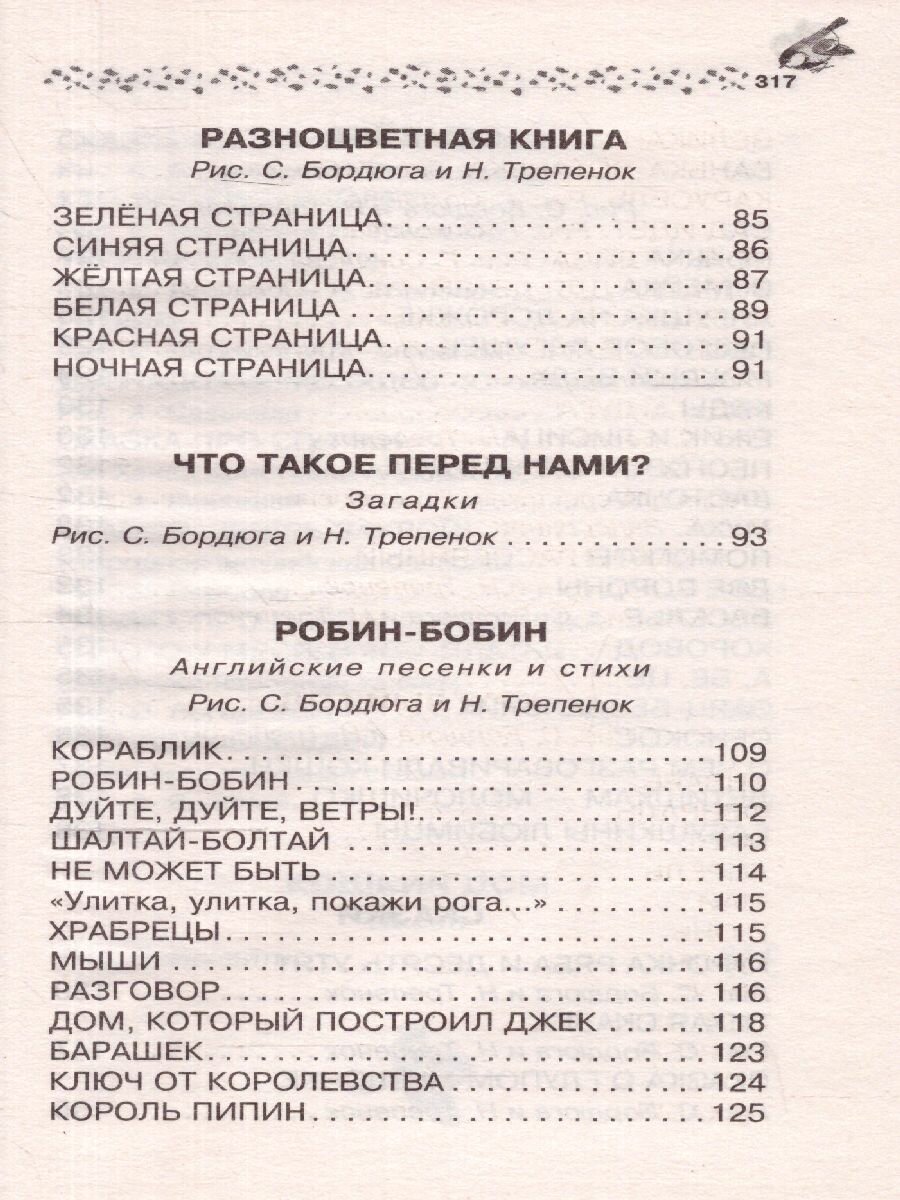 317
РАЗНОЦВЕТНАЯ КНИГА
Рис. С. Бордюга и Н. Трепенок
ЗЕЛЁНАЯ СТРАНИЦА. . . . . . . . . . . . . . . . . . . 85
СИНЯЯ СТРАНИЦА. . . . . . . . . . . . . . . . . . . . . 86
ЖЁЛТАЯ СТРАНИЦА. . . . . . . . . . . . . . . . . . . . 87
БЕЛАЯ СТРАНИЦА . . . . . . . . . . . . . . . . . . . . . 89
КРАСНАЯ СТРАНИЦА. . . . . . . . . . . . . . . . . . . 91
НОЧНАЯ СТРАНИЦА. . . . . . . . . . . . . . . . . . . . 91
ЧТО ТАКОЕ ПЕРЕД НАМИ?
Загадки
Рис. С. Бордюга и Н. Трепенок . . . . . . . . . . . . . 93
РОБИН-БОБИН
Английские песенки и стихи
Рис. С. Бордюга и Н. Трепенок
КОРАБЛИК. . . . . . . . . . . . . . . . . . . . . . . . . . . 109
РОБИН-БОБИН . . . . . . . . . . . . . . . . . . . . . . . 110
ДУЙТЕ, ДУЙТЕ, ВЕТРЫ!. . . . . . . . . . . . . . . . 112
ШАЛТАЙ-БОЛТАЙ . . . . . . . . . . . . . . . . . . . . 113
НЕ МОЖЕТ БЫТЬ . . . . . . . . . . . . . . . . . . . . . 114
«Улитка, улитка, покажи рога...» . . . . . . . . . 115
ХРАБРЕЦЫ. . . . . . . . . . . . . . . . . . . . . . . . . . . 115
МЫШИ . . . . . . . . . . . . . . . . . . . . . . . . . . . . . . 116
РАЗГОВОР . . . . . . . . . . . . . . . . . . . . . . . . . . . 116
ДОМ, КОТОРЫЙ ПОСТРОИЛ ДЖЕК. . . . . . . 118
БАРАШЕК. . . . . . . . . . . . . . . . . . . . . . . . . . . . 123
КЛЮЧ ОТ КОРОЛЕВСТВА. . . . . . . . . . . . . . . 124
КОРОЛЬ ПИПИН. . . . . . . . . . . . . . . . . . . . . . 125